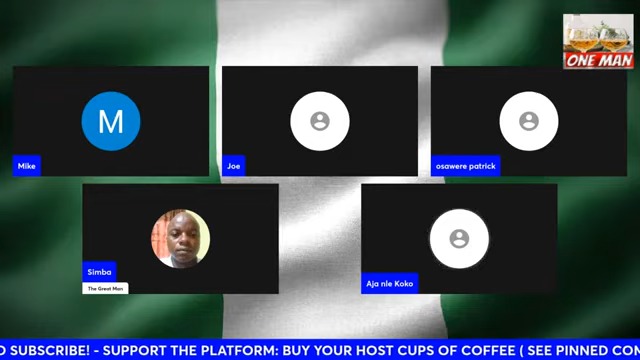 ONE MAN
M
Mike
Joe
osawere patrick
Simba
The Great Man
Aja nle Koko
O SUBSCRIBE! - SUPPORT THE PLATFORM: BUY YOUR HOST CUPS OF COFFEE ( SEE PINNED COM